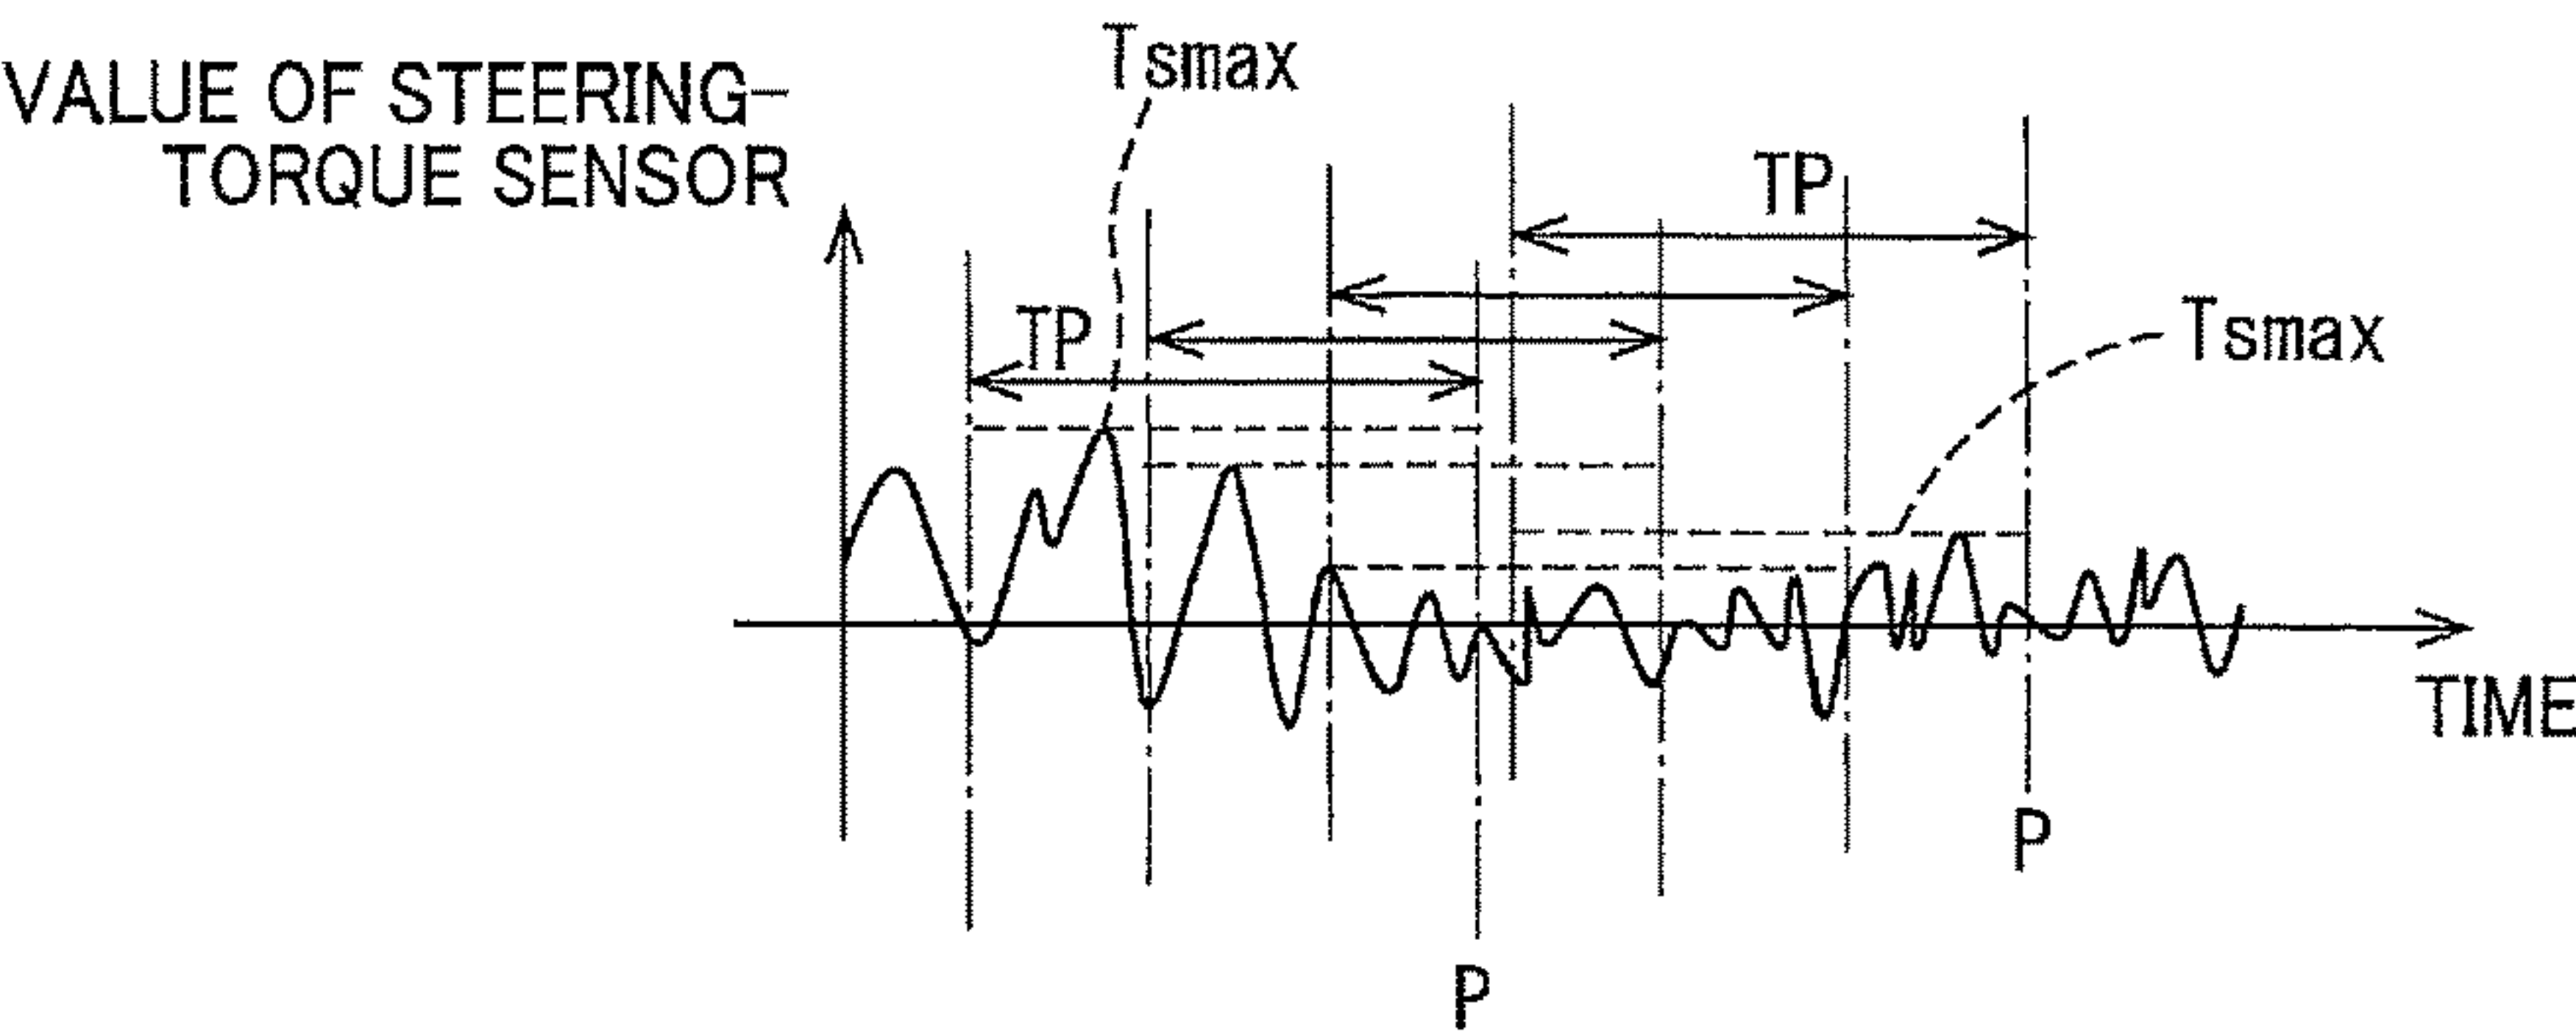 Tsmax
VALUE OF STEERING-
TORQUE SENSOR
TP
TP
Tsmax
TIME
P
P